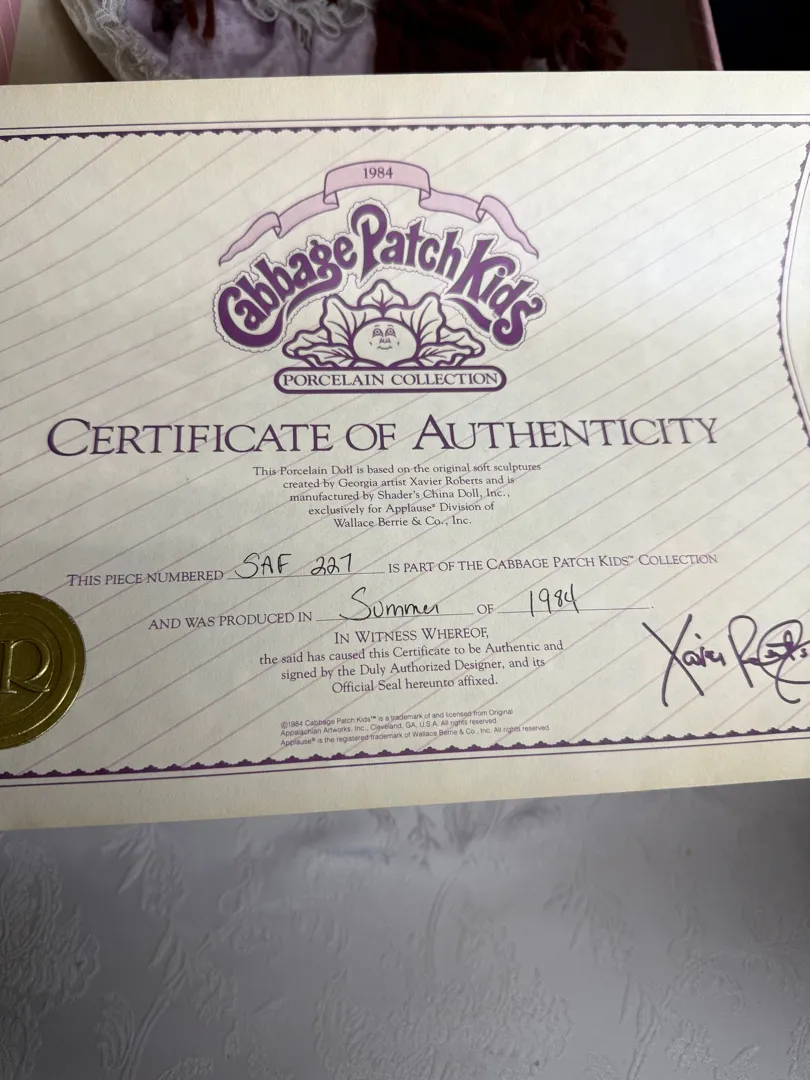 1984
Cabbage Patch Kids
PORCELAIN COLLECTION
CERTIFICATE OF AUTHENTICITY
This Porcelain Doll is based on the original soft sculptures
created by Georgia artist Xavier Roberts and is
manufactured by Shader's China Doll, Inc.,
exclusively for Applause® Division of
Wallace Berrie & Co., Inc.
THIS PIECE NUMBERED SAF 227 IS PART OF THE CABBAGE PATCH KIDS™ COLLECTION
AND WAS PRODUCED IN Summer OF 1984.
IN WITNESS WHEREOF,
the said has caused this Certificate to be Authentic and
signed by the Duly Authorized Designer, and its
Official Seal hereunto affixed.
Xavier Roberts
R
©1984 Cabbage Patch Kids™ is a trademark of and licensed from Original
Appalachian Artworks, Inc., Cleveland, GA, U.S.A. All rights reserved.
Applause® is the registered trademark of Wallace Berrie & Co., Inc. All rights reserved.